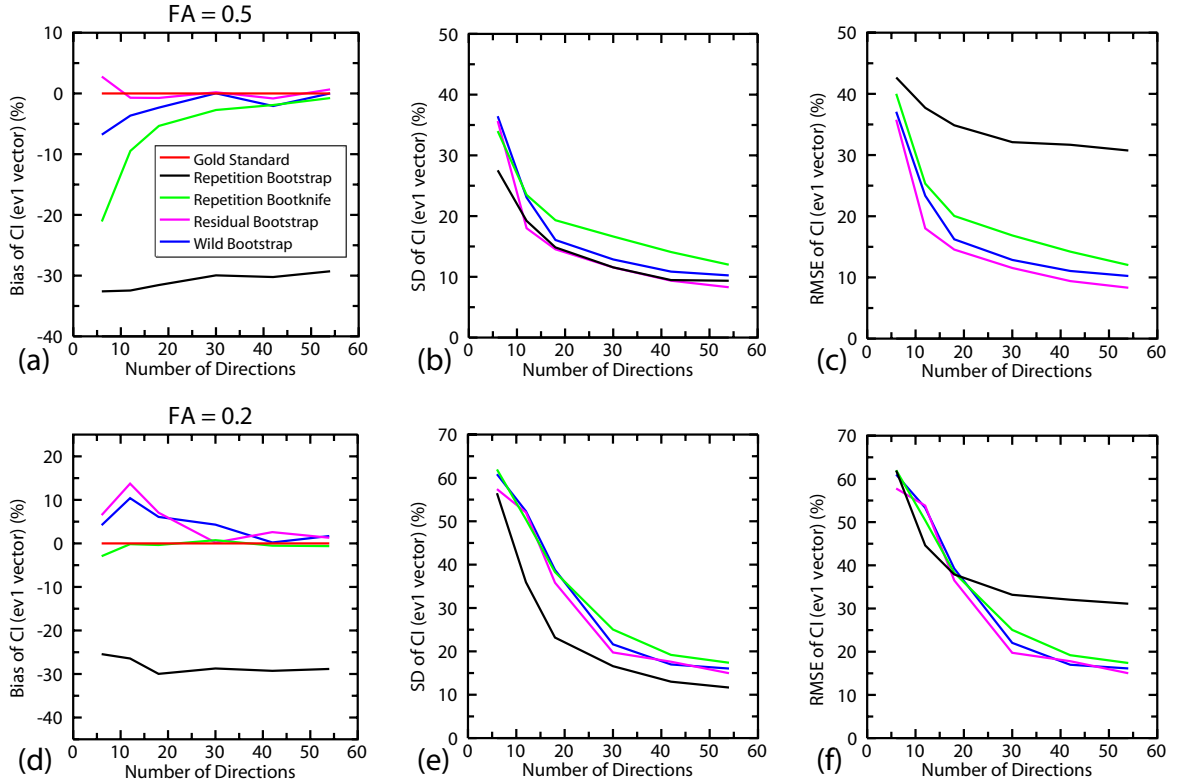 FA = 0.5
10
0
-10
-20
-30
-40
Bias of CI (ev1 vector) (%)
Gold Standard
Repetition Bootstrap
Repetition Bootknife
Residual Bootstrap
Wild Bootstrap
0 10 20 30 40 50 60
Number of Directions
(a)
50
40
30
20
10
0
SD of CI (ev1 vector) (%)
0 10 20 30 40 50 60
Number of Directions
(b)
50
40
30
20
10
0
RMSE of CI (ev1 vector) (%)
0 10 20 30 40 50 60
Number of Directions
(c)
FA = 0.2
20
10
0
-10
-20
-30
-40
Bias of CI (ev1 vector) (%)
0 10 20 30 40 50 60
Number of Directions
(d)
70
60
50
40
30
20
10
0
SD of CI (ev1 vector) (%)
0 10 20 30 40 50 60
Number of Directions
(e)
70
60
50
40
30
20
10
0
RMSE of CI (ev1 vector) (%)
0 10 20 30 40 50 60
Number of Directions
(f)